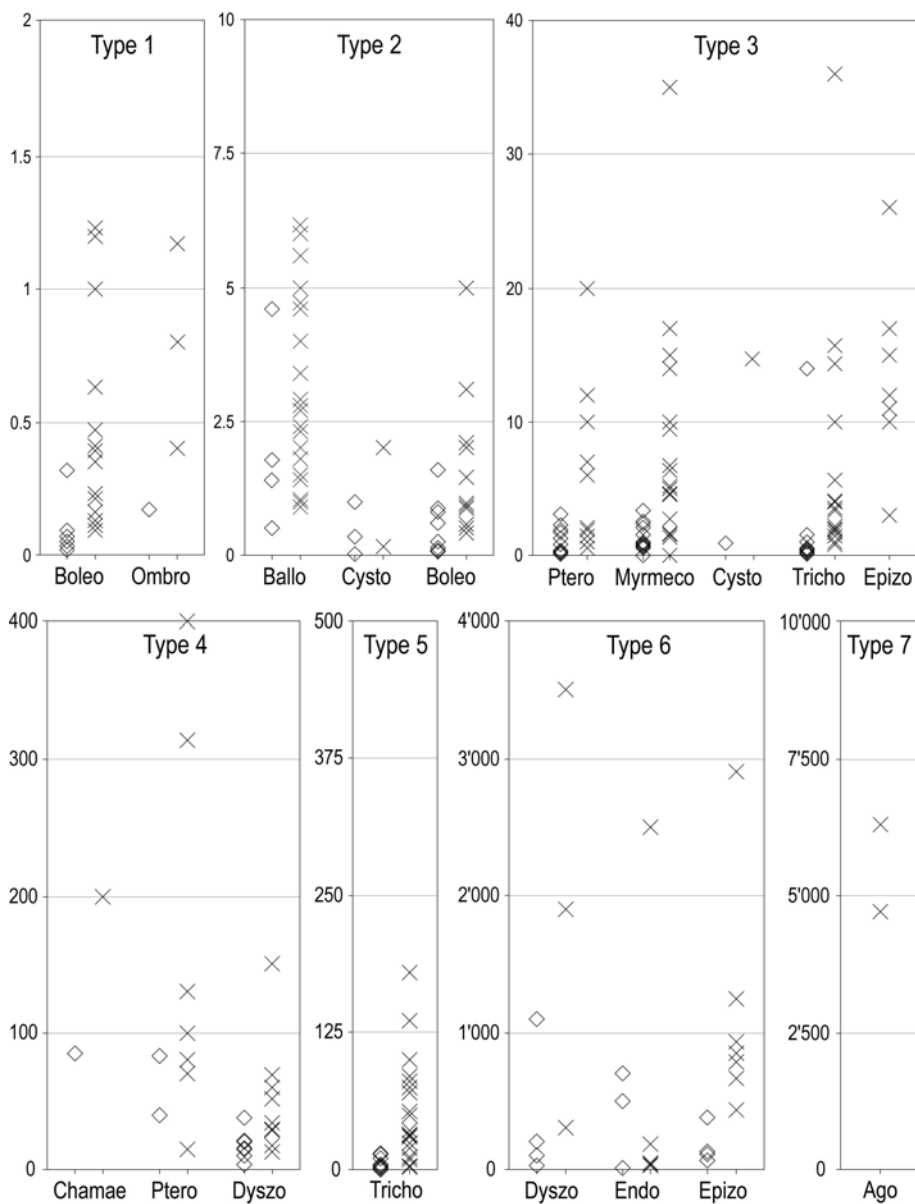 Type 1
2
1.5
1
0.5
0
Boleo Ombro
Type 2
10
7.5
5
2.5
0
Ballo Cysto Boleo
Type 3
40
30
20
10
0
Ptero Myrmeco Cysto Tricho Epizo
Type 4
400
300
200
100
0
Chamae Ptero Dyszo
Type 5
500
375
250
125
0
Tricho
Type 6
4'000
3'000
2'000
1'000
0
Dyszo Endo Epizo
Type 7
10'000
7'500
5'000
2'500
0
Ago